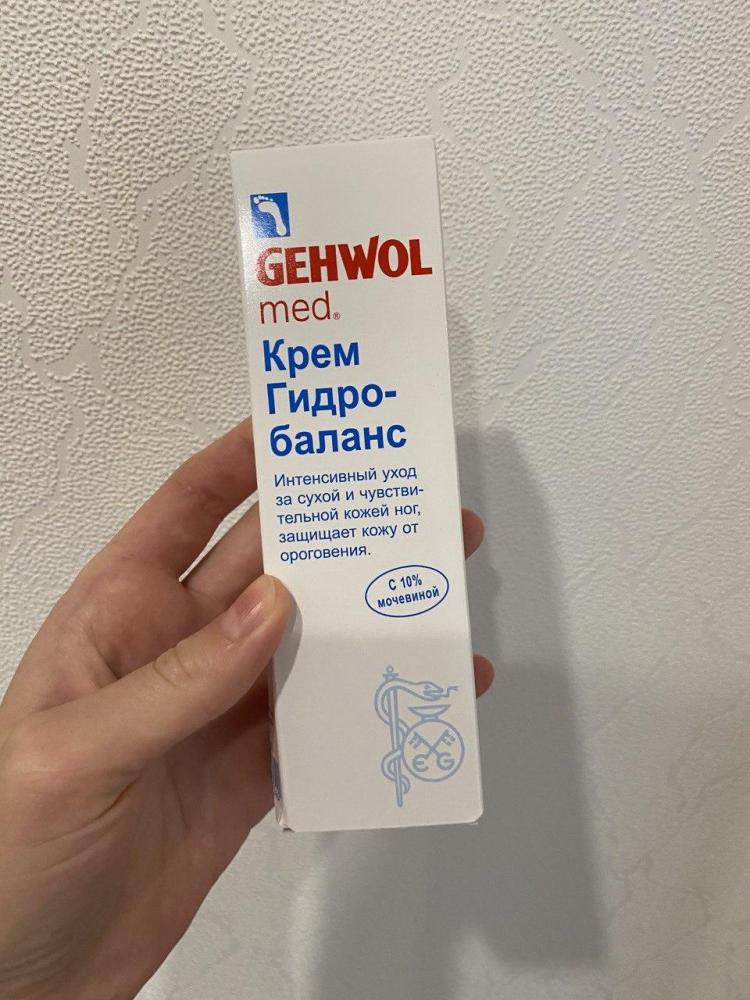 GEHWOL
med®
Крем
Гидро-
баланс
Интенсивный уход
за сухой и чувстви-
тельной кожей ног,
защищает кожу от
ороговения.
С 10%
мочевиной
EG